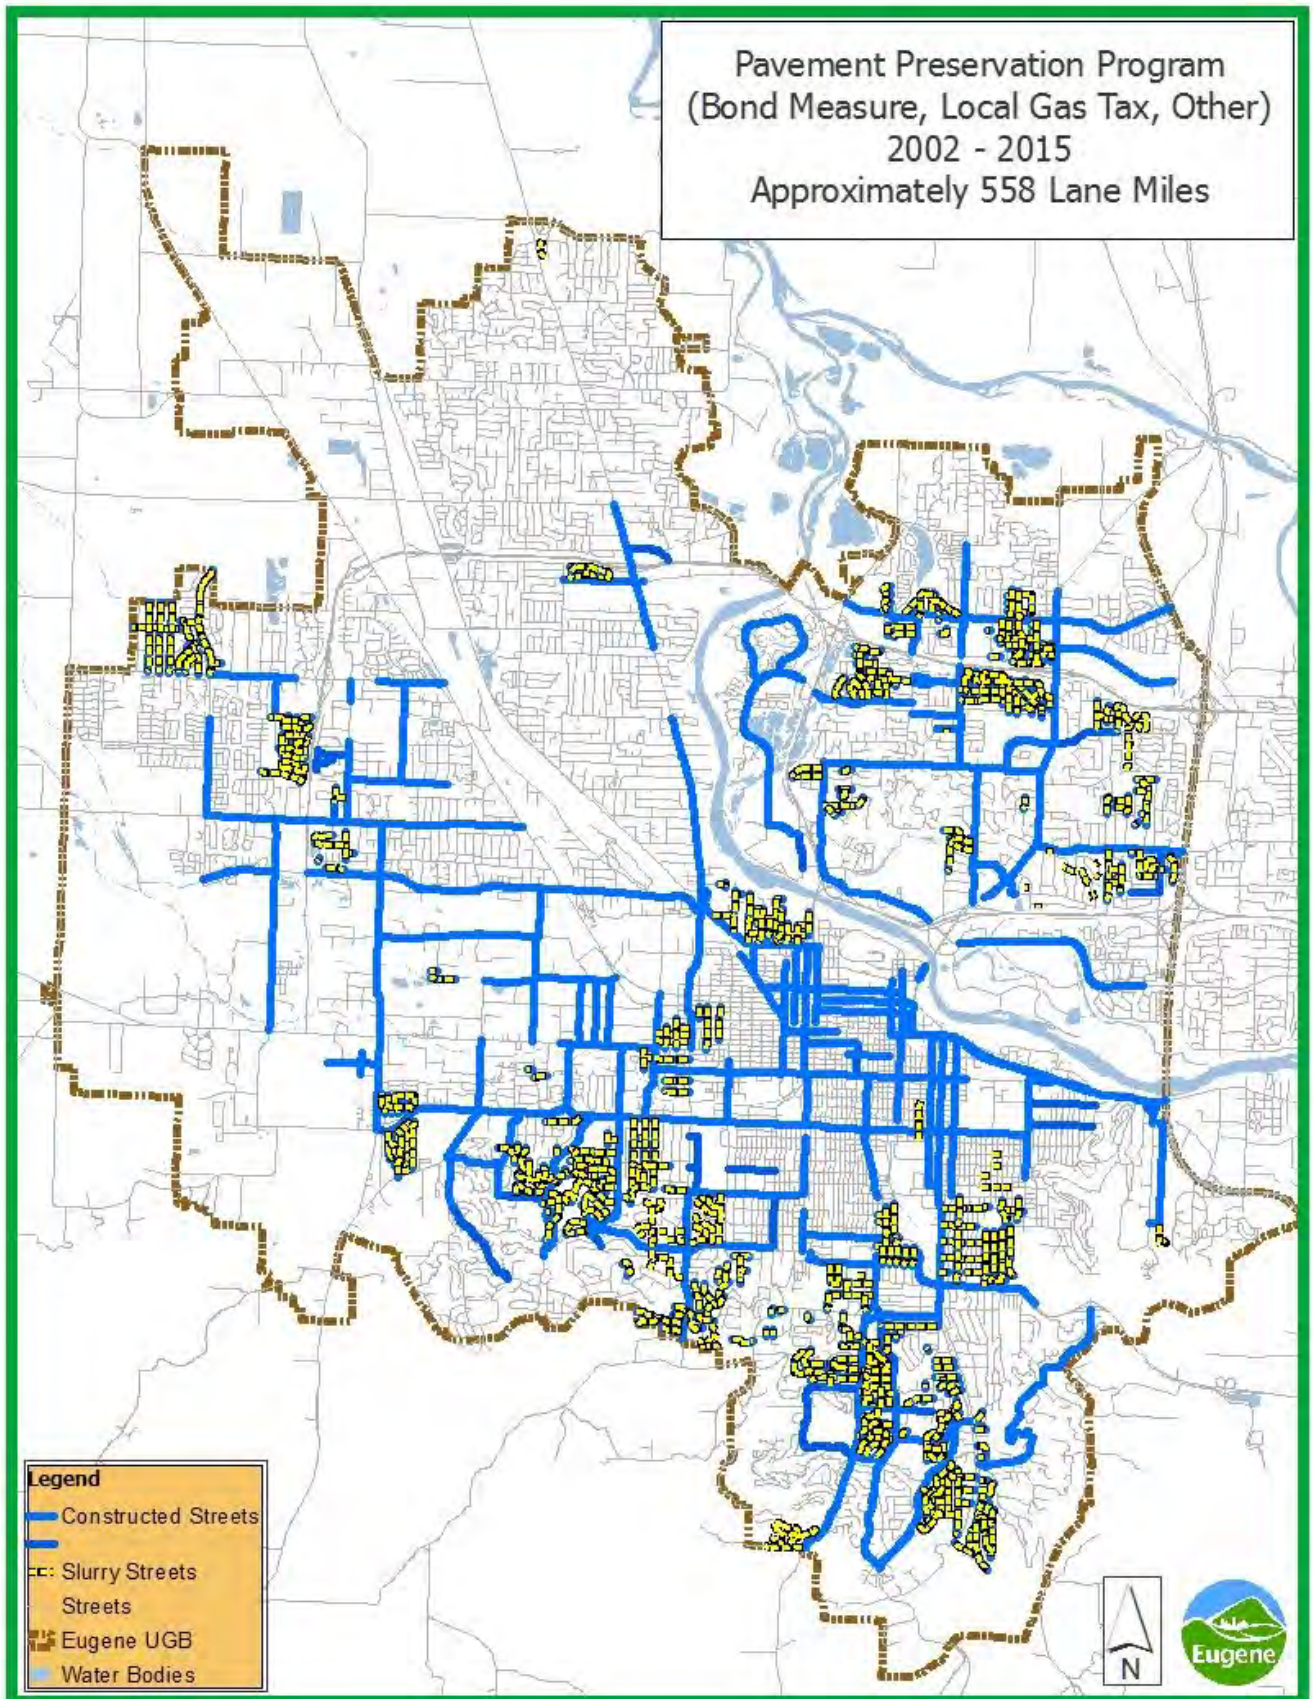 Pavement Preservation Program
(Bond Measure, Local Gas Tax, Other)
2002 - 2015
Approximately 558 Lane Miles
Legend
Constructed Streets
Slurry Streets
Streets
Eugene UGB
Water Bodies
N
Eugene